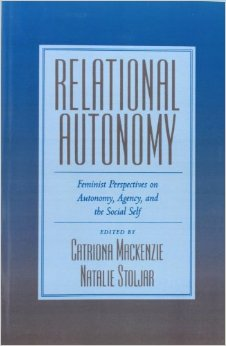 RELATIONAL
AUTONOMY
Feminist Perspectives on
Autonomy, Agency, and
the Social Self
EDITED BY
CATRIONA MACKENZIE
NATALIE STOLJAR